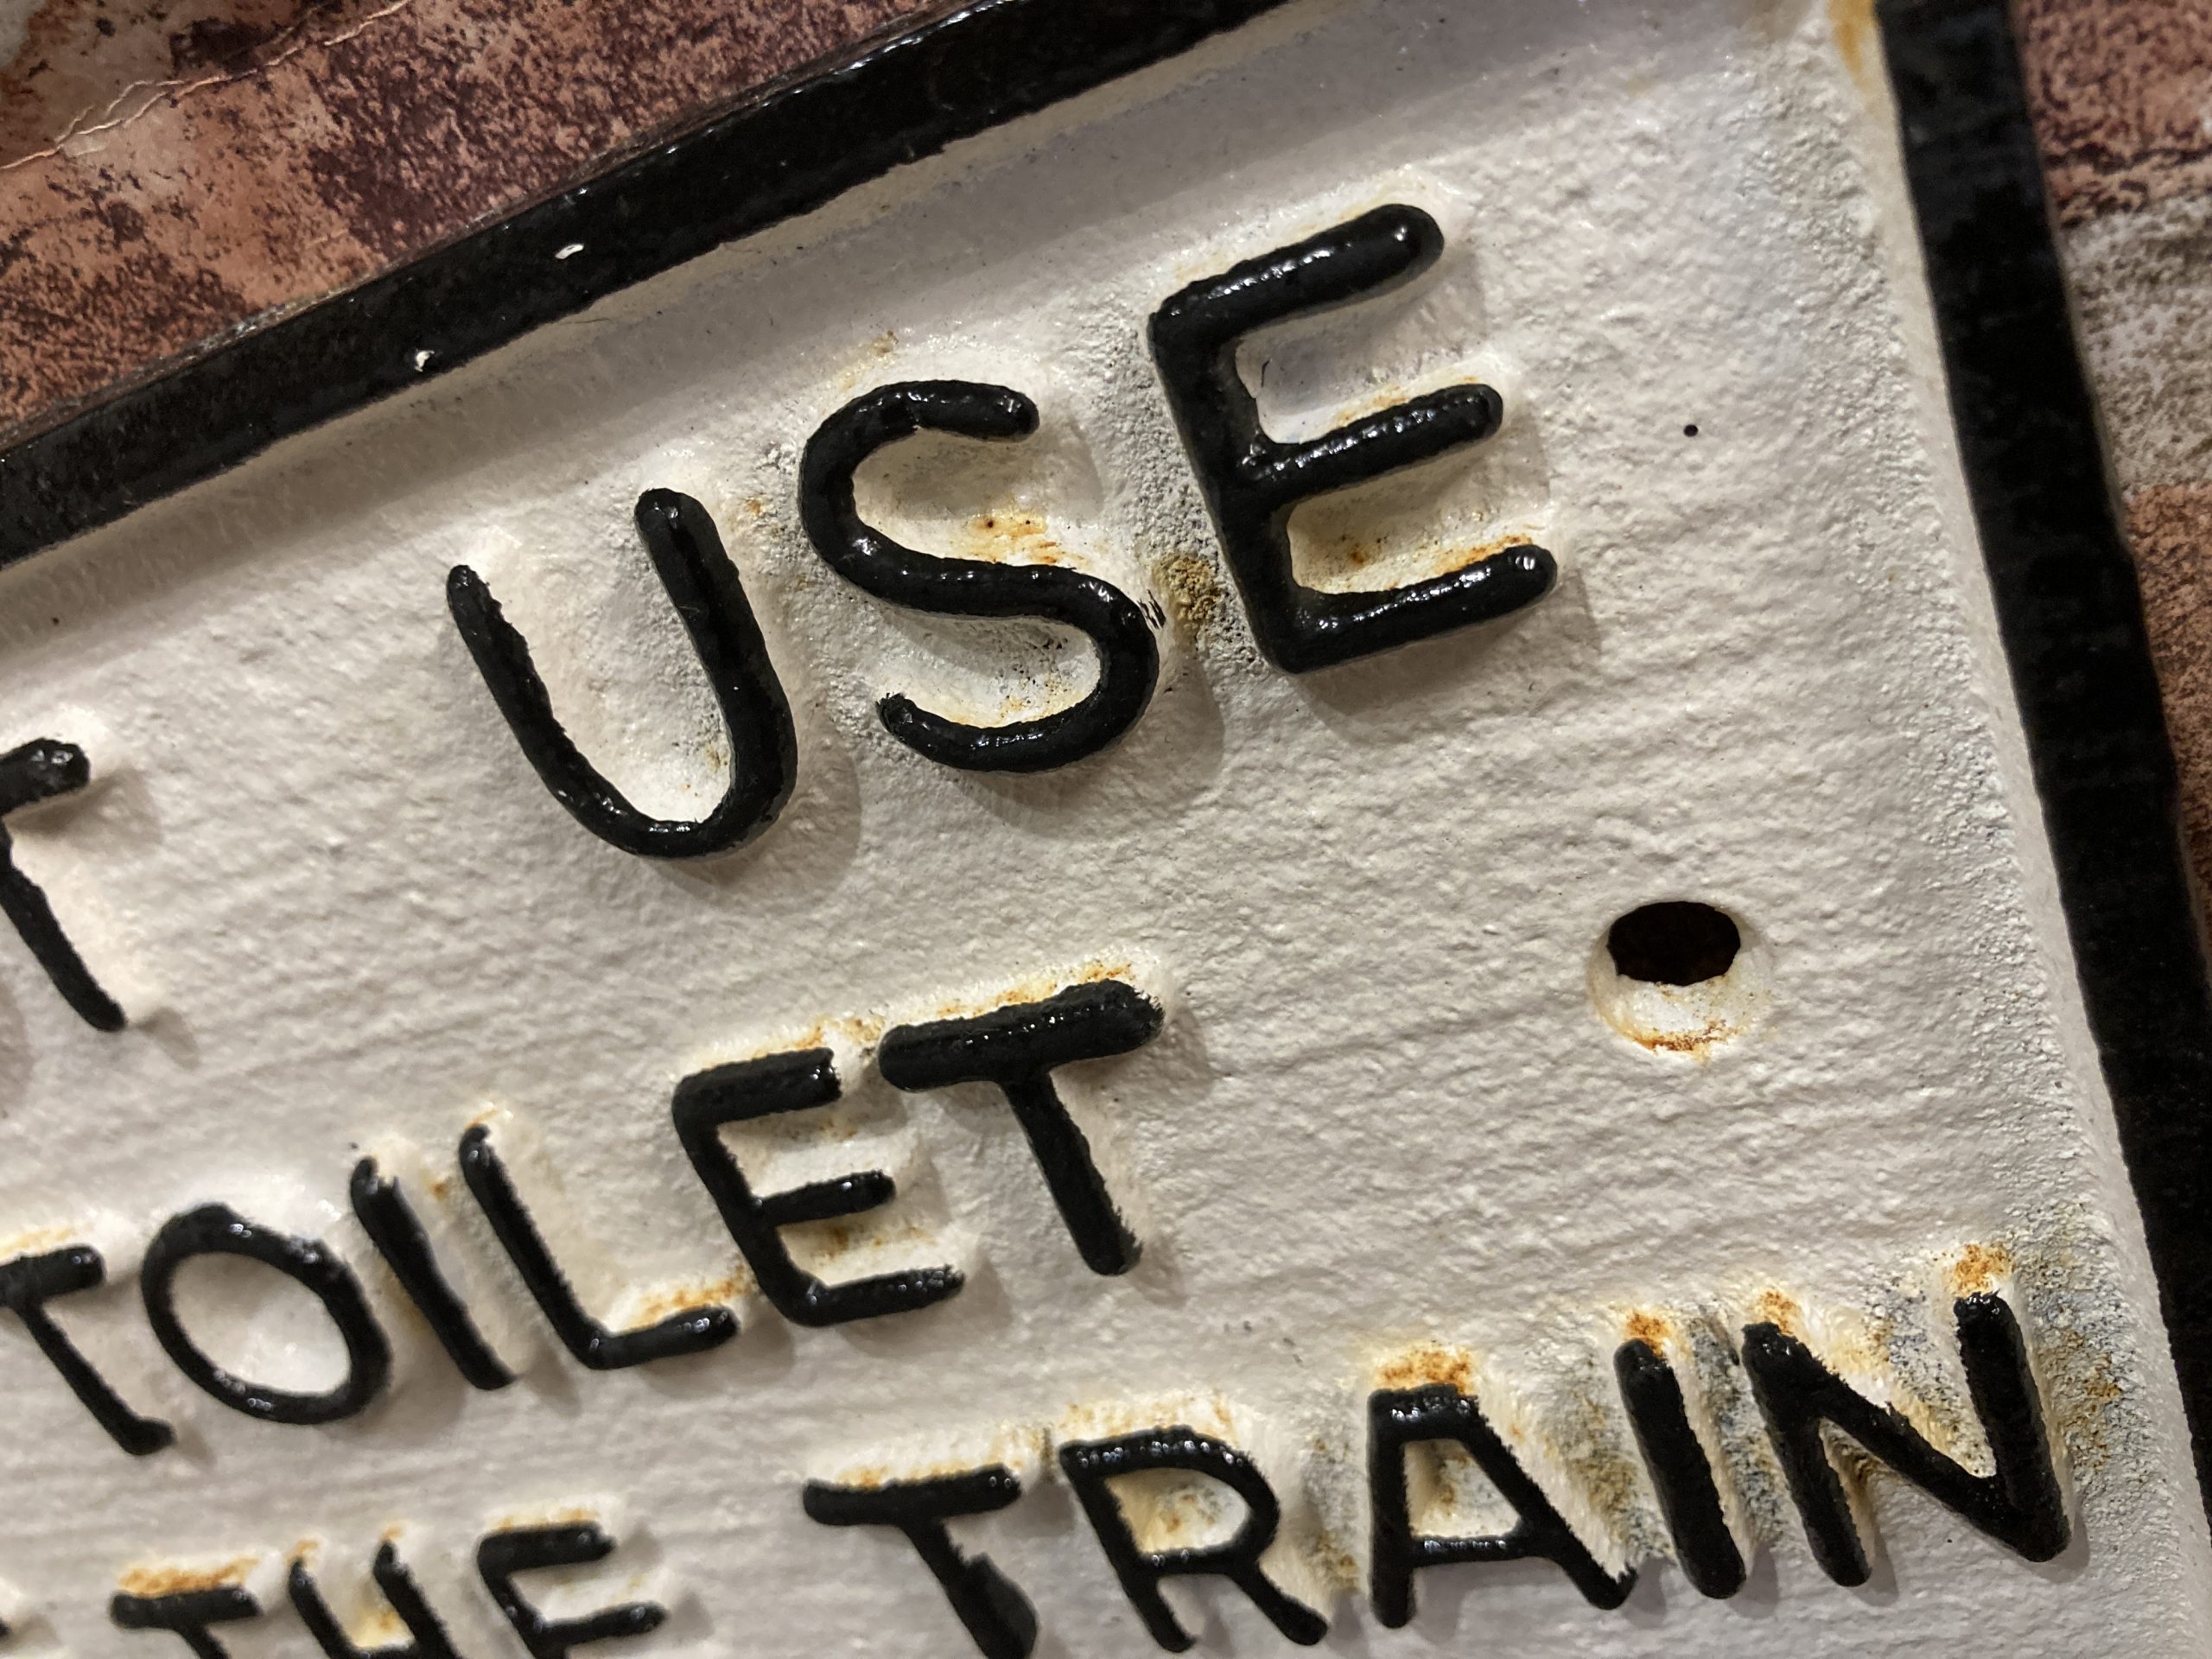 T USE
TOILET
THE TRAIN